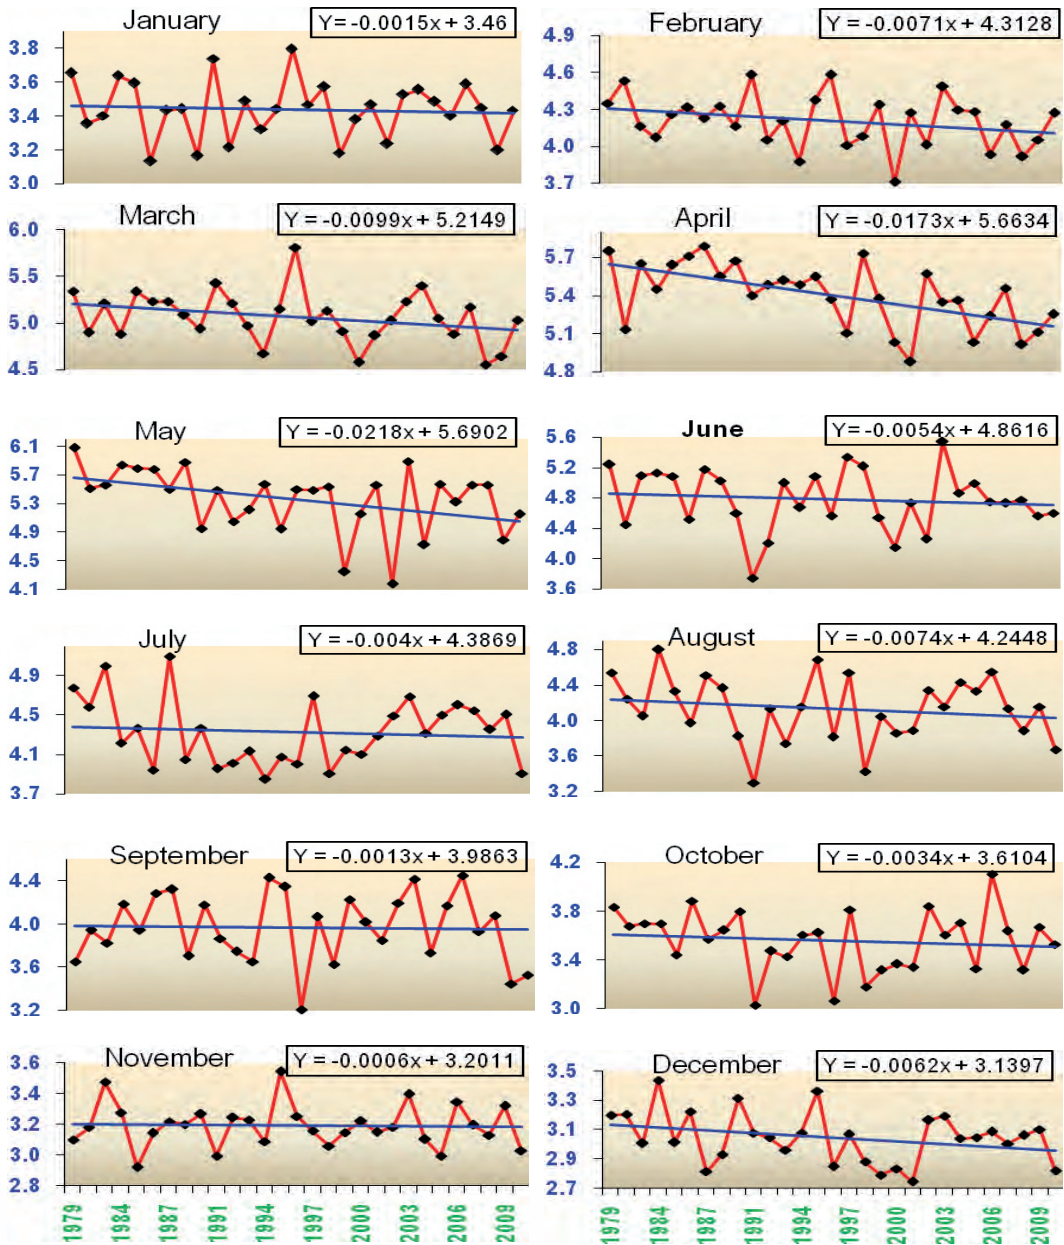 January
Y= -0.0015x + 3.46
3.8
3.6
3.4
3.2
3.0
February
Y = -0.0071x + 4.3128
4.9
4.6
4.3
4.0
3.7
March
Y = -0.0099x + 5.2149
6.0
5.5
5.0
4.5
April
Y = -0.0173x + 5.6634
5.7
5.4
5.1
4.8
May
Y = -0.0218x + 5.6902
6.1
5.7
5.3
4.9
4.5
4.1
June
Y= -0.0054x + 4.8616
5.6
5.2
4.8
4.4
4.0
3.6
July
Y = -0.004x + 4.3869
4.9
4.5
4.1
3.7
August
Y = -0.0074x + 4.2448
4.8
4.4
4.0
3.6
3.2
September
Y = -0.0013x + 3.9863
4.4
4.0
3.6
3.2
October
Y = -0.0034x + 3.6104
4.2
3.8
3.4
3.0
November
Y = -0.0006x + 3.2011
3.6
3.4
3.2
3.0
2.8
1979 1984 1987 1991 1994 1997 2000 2003 2006 2009
December
Y = -0.0062x + 3.1397
3.5
3.3
3.1
2.9
2.7
1979 1984 1987 1991 1994 1997 2000 2003 2006 2009